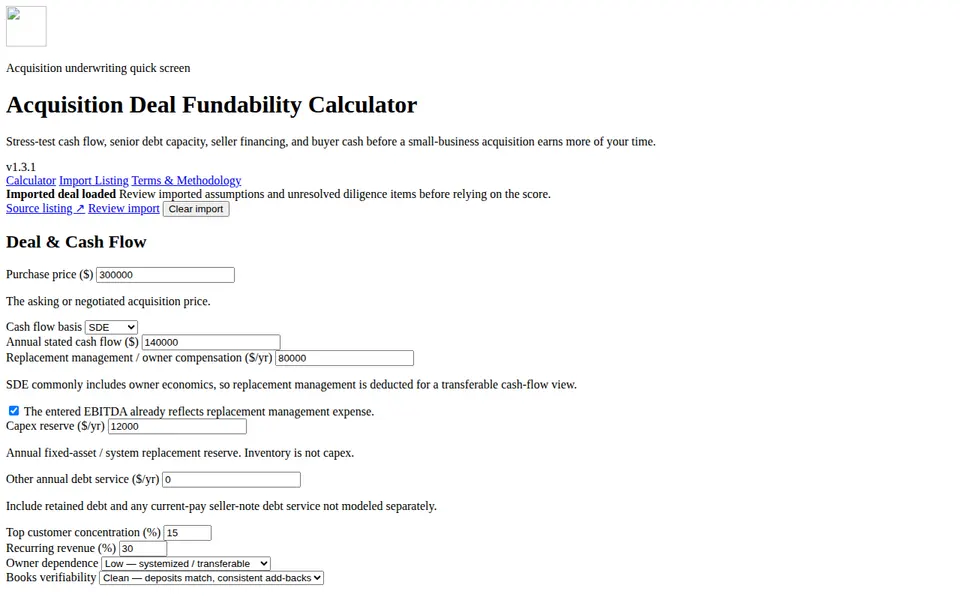 Acquisition underwriting quick screen
Acquisition Deal Fundability Calculator
Stress-test cash flow, senior debt capacity, seller financing, and buyer cash before a small-business acquisition earns more of your time.
v1.3.1
Calculator Import Listing Terms & Methodology
Imported deal loaded Review imported assumptions and unresolved diligence items before relying on the score.
Source listing ↗ Review import Clear import
Deal & Cash Flow
Purchase price ($) 300000
The asking or negotiated acquisition price.
Cash flow basis SDE
Annual stated cash flow ($) 140000
Replacement management / owner compensation ($/yr) 80000
SDE commonly includes owner economics, so replacement management is deducted for a transferable cash-flow view.
The entered EBITDA already reflects replacement management expense.
Capex reserve ($/yr) 12000
Annual fixed-asset / system replacement reserve. Inventory is not capex.
Other annual debt service ($/yr) 0
Include retained debt and any current-pay seller-note debt service not modeled separately.
Top customer concentration (%) 15
Recurring revenue (%) 30
Owner dependence Low — systemized / transferable
Books verifiability Clean — deposits match, consistent add-backs